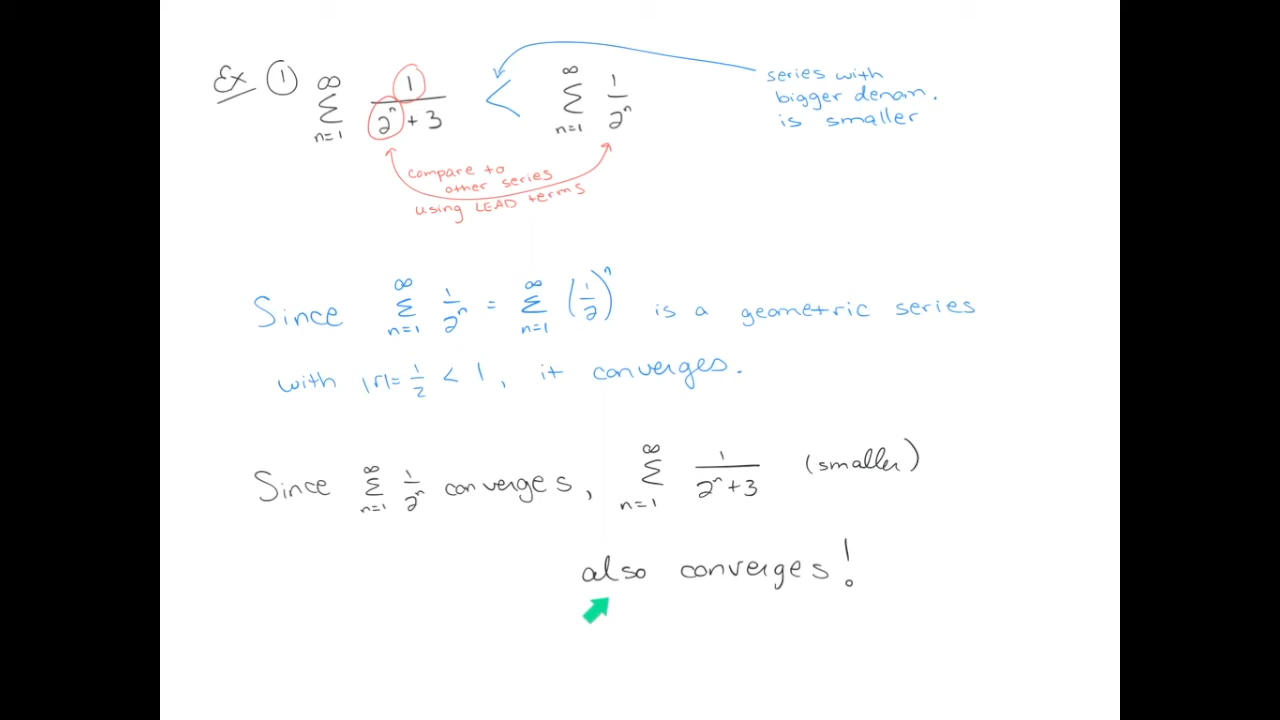 Ex ① ∞ Σ n=1 1 / 2ⁿ + 3 < ∞ Σ n=1 1 / 2ⁿ
series with
bigger denom.
is smaller
compare to
other series
using LEAD terms
Since ∞ Σ n=1 1/2ⁿ = ∞ Σ n=1 (1/2)ⁿ is a geometric series
with |r|= 1/2 < 1, it converges.
Since ∞ Σ n=1 1/2ⁿ converges, ∞ Σ n=1 1 / 2ⁿ+3 (smaller)
also converges!